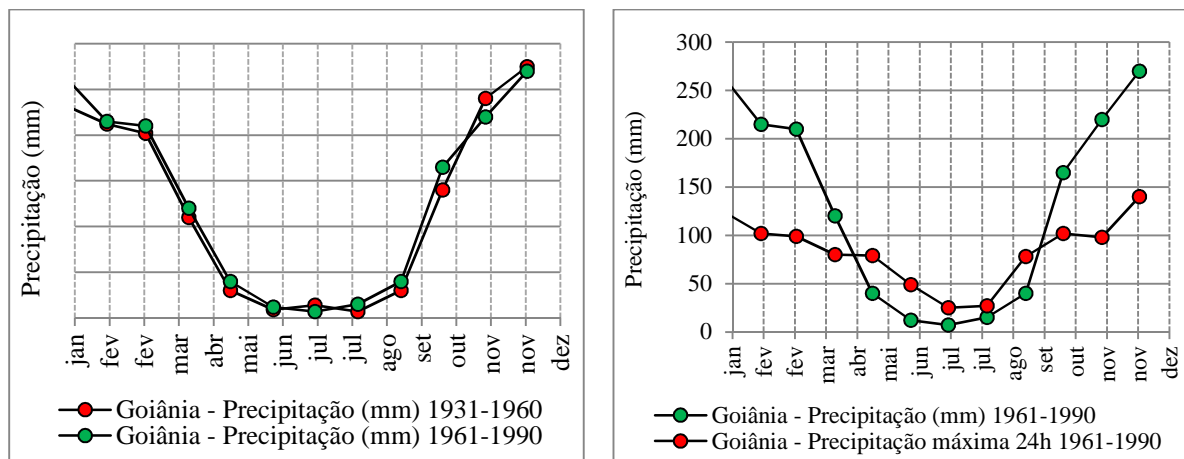 Precipitação (mm)
jan fev fev mar abr mai jun jul jul ago set out nov nov dez
Goiânia - Precipitação (mm) 1931-1960
Goiânia - Precipitação (mm) 1961-1990
Precipitação (mm)
300
250
200
150
100
50
0
jan fev fev mar abr mai jun jul jul ago set out nov nov dez
Goiânia - Precipitação (mm) 1961-1990
Goiânia - Precipitação máxima 24h 1961-1990